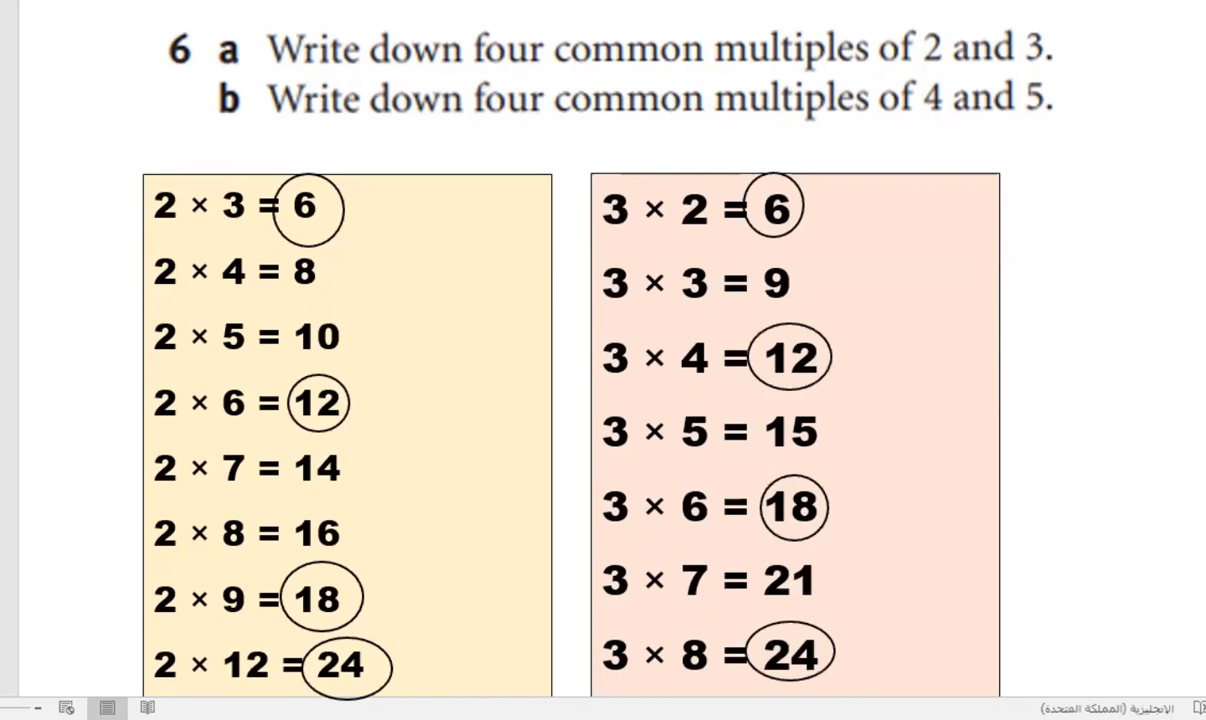 6 a Write down four common multiples of 2 and 3.
b Write down four common multiples of 4 and 5.
2 × 3 = 6
2 × 4 = 8
2 × 5 = 10
2 × 6 = 12
2 × 7 = 14
2 × 8 = 16
2 × 9 = 18
2 × 12 = 24
3 × 2 = 6
3 × 3 = 9
3 × 4 = 12
3 × 5 = 15
3 × 6 = 18
3 × 7 = 21
3 × 8 = 24
الإنجليزية (المملكة المتحدة)